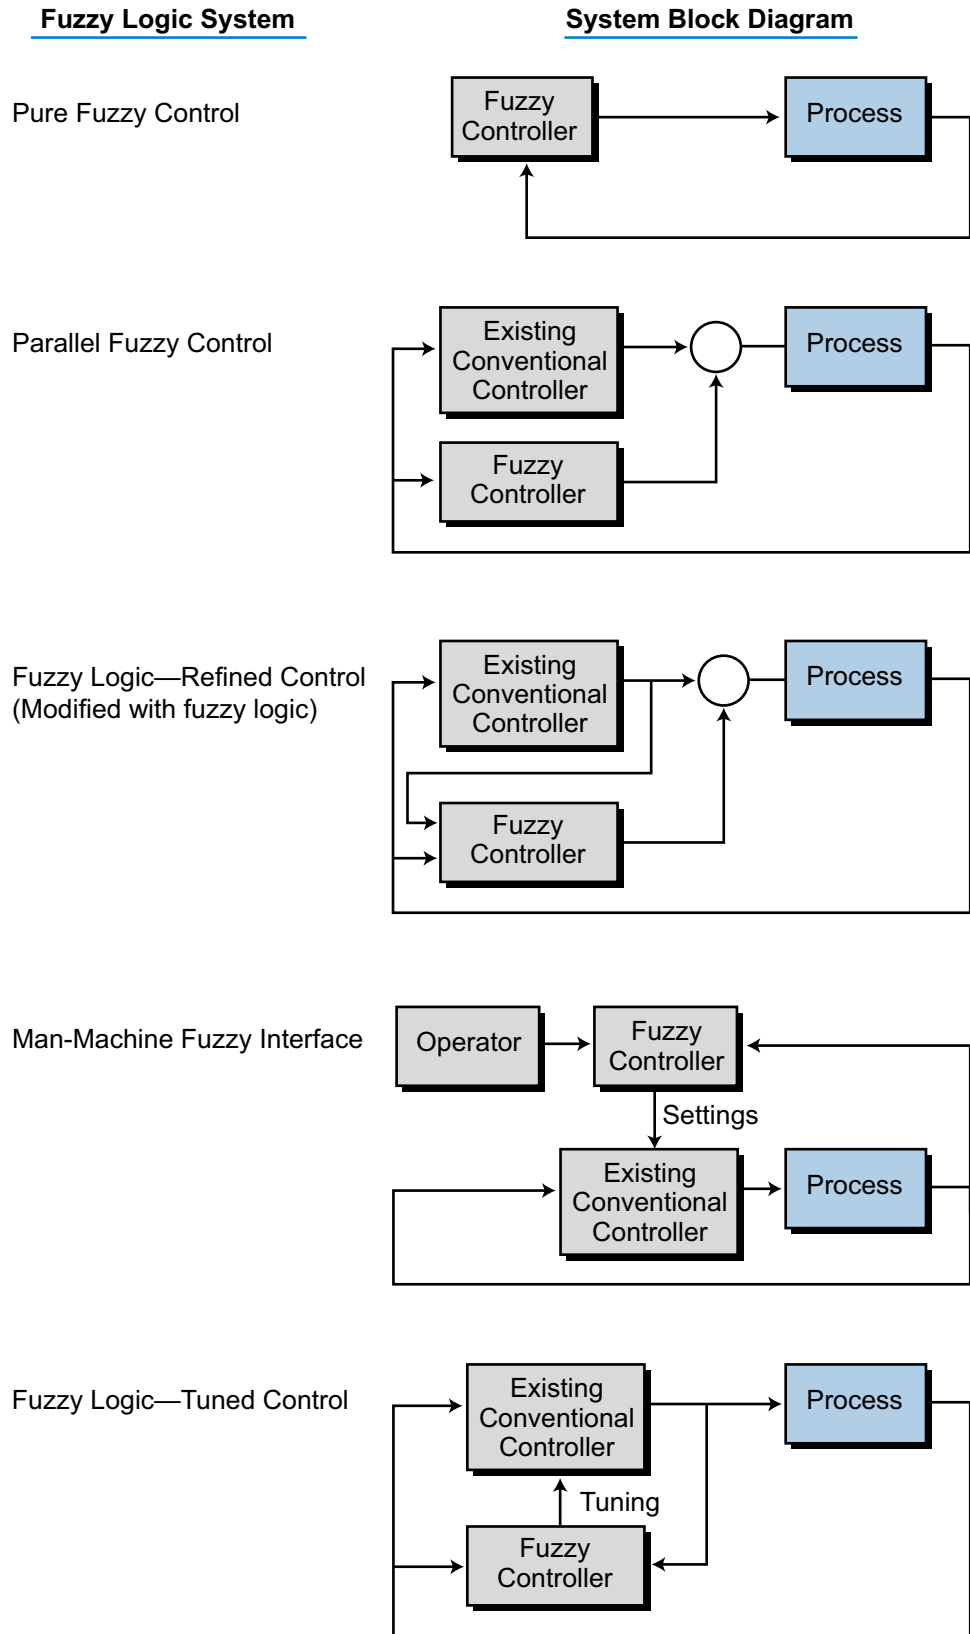 Fuzzy Logic System
System Block Diagram
Pure Fuzzy Control
Fuzzy
Controller
Process
Parallel Fuzzy Control
Existing
Conventional
Controller
Process
Fuzzy
Controller
Fuzzy Logic—Refined Control
(Modified with fuzzy logic)
Existing
Conventional
Controller
Process
Fuzzy
Controller
Man-Machine Fuzzy Interface
Operator
Fuzzy
Controller
Settings
Existing
Conventional
Controller
Process
Fuzzy Logic—Tuned Control
Existing
Conventional
Controller
Process
Tuning
Fuzzy
Controller